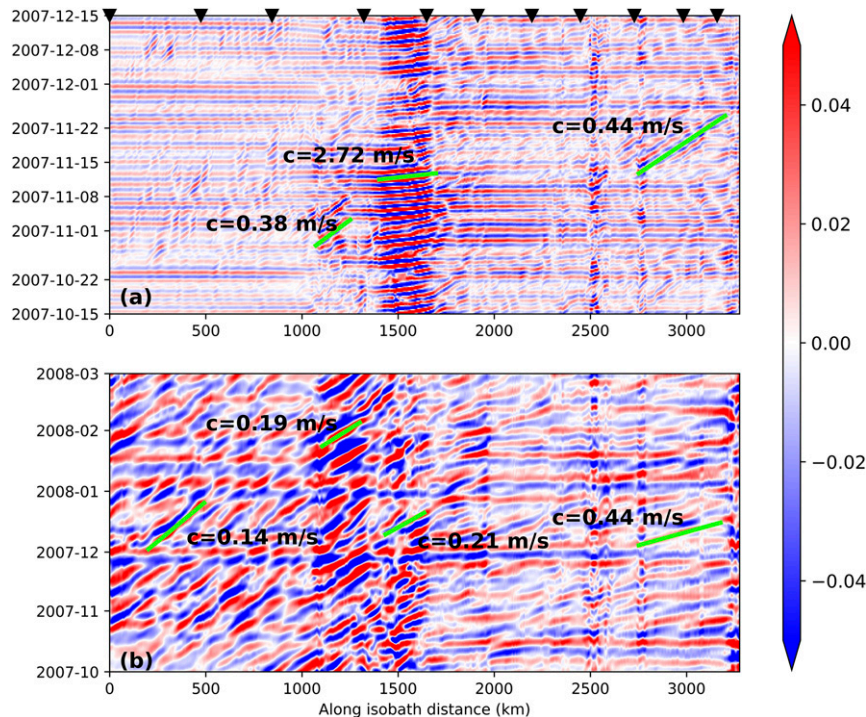 2007-12-15
2007-12-08
2007-12-01
2007-11-22
2007-11-15
2007-11-08
2007-11-01
2007-10-22
2007-10-15
c=0.44 m/s
c=2.72 m/s
c=0.38 m/s
(a)
0 500 1000 1500 2000 2500 3000
2008-03
2008-02
2008-01
2007-12
2007-11
2007-10
c=0.19 m/s
c=0.14 m/s
c=0.21 m/s
c=0.44 m/s
(b)
0 500 1000 1500 2000 2500 3000
Along isobath distance (km)
0.04
0.02
0.00
−0.02
−0.04